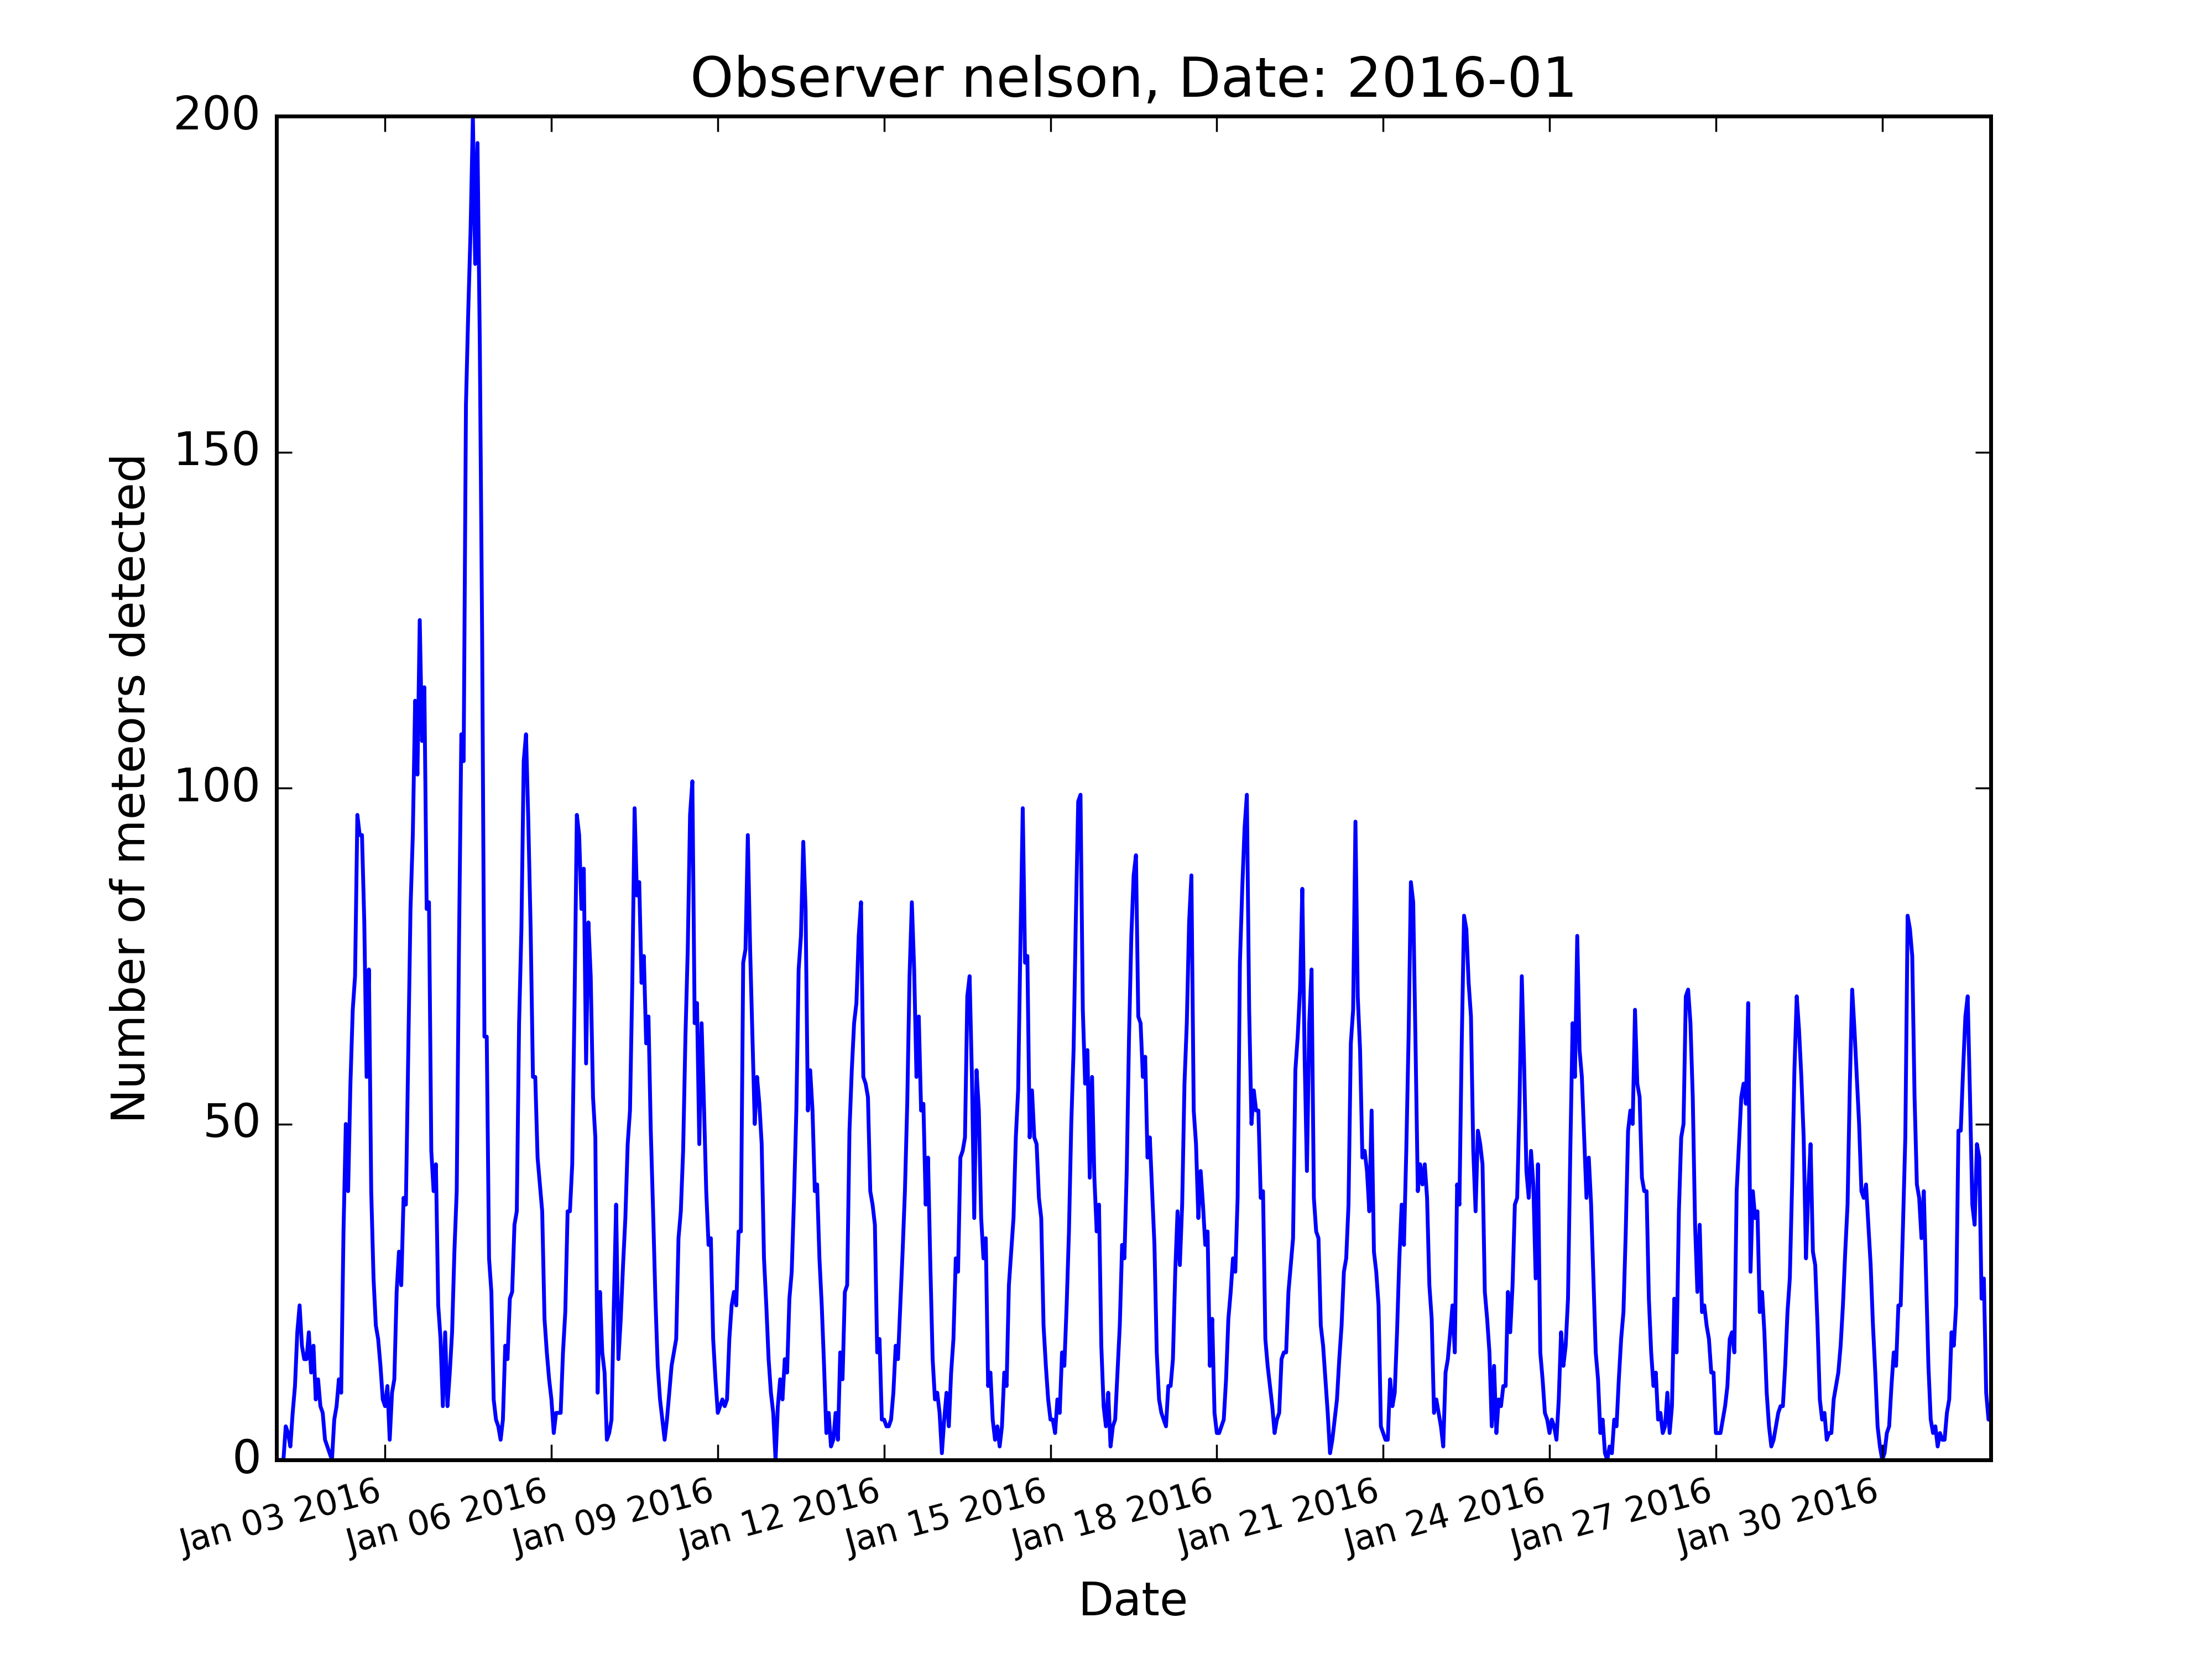 Observer nelson, Date: 2016-01
200
150
100
50
0
Number of meteors detected
Jan 03 2016
Jan 06 2016
Jan 09 2016
Jan 12 2016
Jan 15 2016
Jan 18 2016
Jan 21 2016
Jan 24 2016
Jan 27 2016
Jan 30 2016
Date